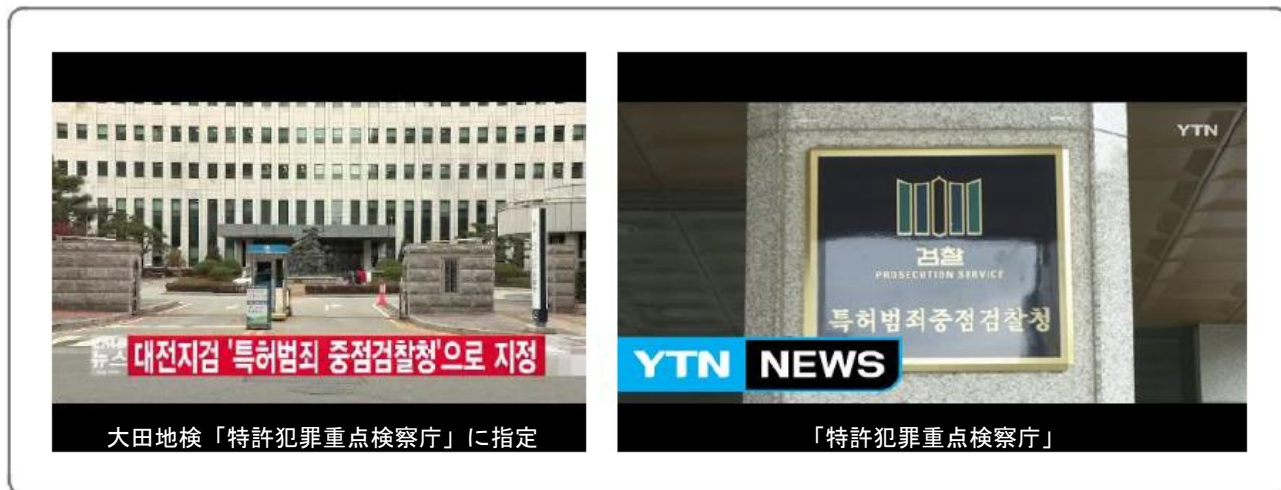 뉴스
대전지검 '특허범죄 중점검찰청'으로 지정
大田地検「特許犯罪重点検察庁」に指定
YTN
검찰
PROSECUTION SERVICE
특허범죄중점검찰청
YTN NEWS
「特許犯罪重点検察庁」